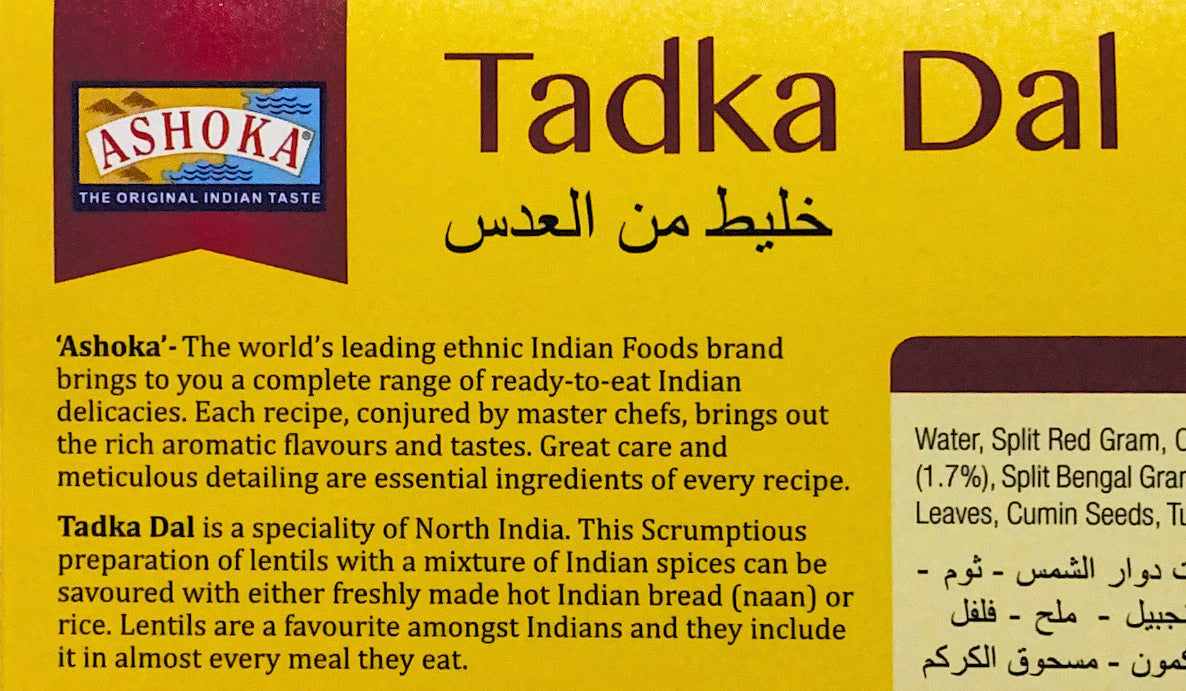 ASHOKA®
THE ORIGINAL INDIAN TASTE
Tadka Dal
خليط من العدس
‘Ashoka’- The world’s leading ethnic Indian Foods brand
brings to you a complete range of ready-to-eat Indian
delicacies. Each recipe, conjured by master chefs, brings out
the rich aromatic flavours and tastes. Great care and
meticulous detailing are essential ingredients of every recipe.
Tadka Dal is a speciality of North India. This Scrumptious
preparation of lentils with a mixture of Indian spices can be
savoured with either freshly made hot Indian bread (naan) or
rice. Lentils are a favourite amongst Indians and they include
it in almost every meal they eat.
Water, Split Red Gram,
(1.7%), Split Bengal
Leaves, Cumin Seeds,
دوار الشمس - ثوم -
- ملح - فلفل
- مسحوق الكركم